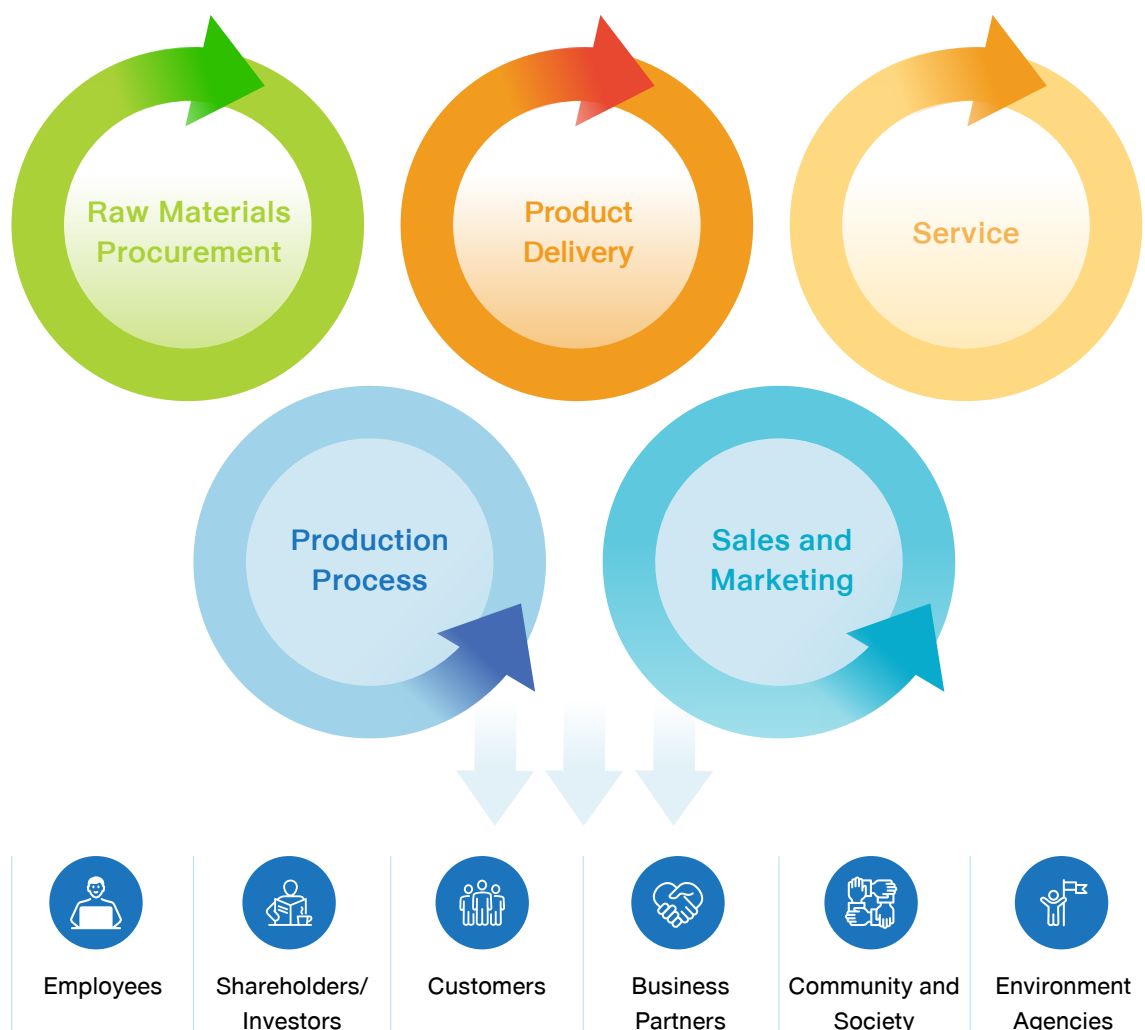 Raw Materials
Procurement
Product
Delivery
Service
Production
Process
Sales and
Marketing
Employees
Shareholders/
Investors
Customers
Business
Partners
Community and
Society
Environment
Agencies